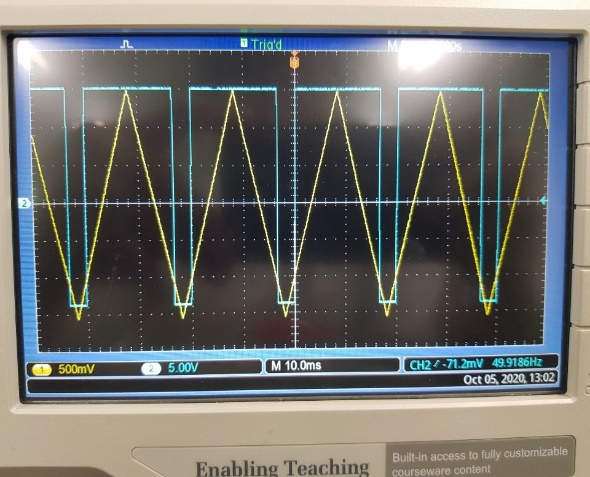 1 Trig'd M
2
1 500mV 2 5.00V M 10.0ms CH2 -71.2mV 49.9186Hz
Oct 05, 2020, 13:02
Enabling Teaching
Built-in access to fully customizable
courseware content